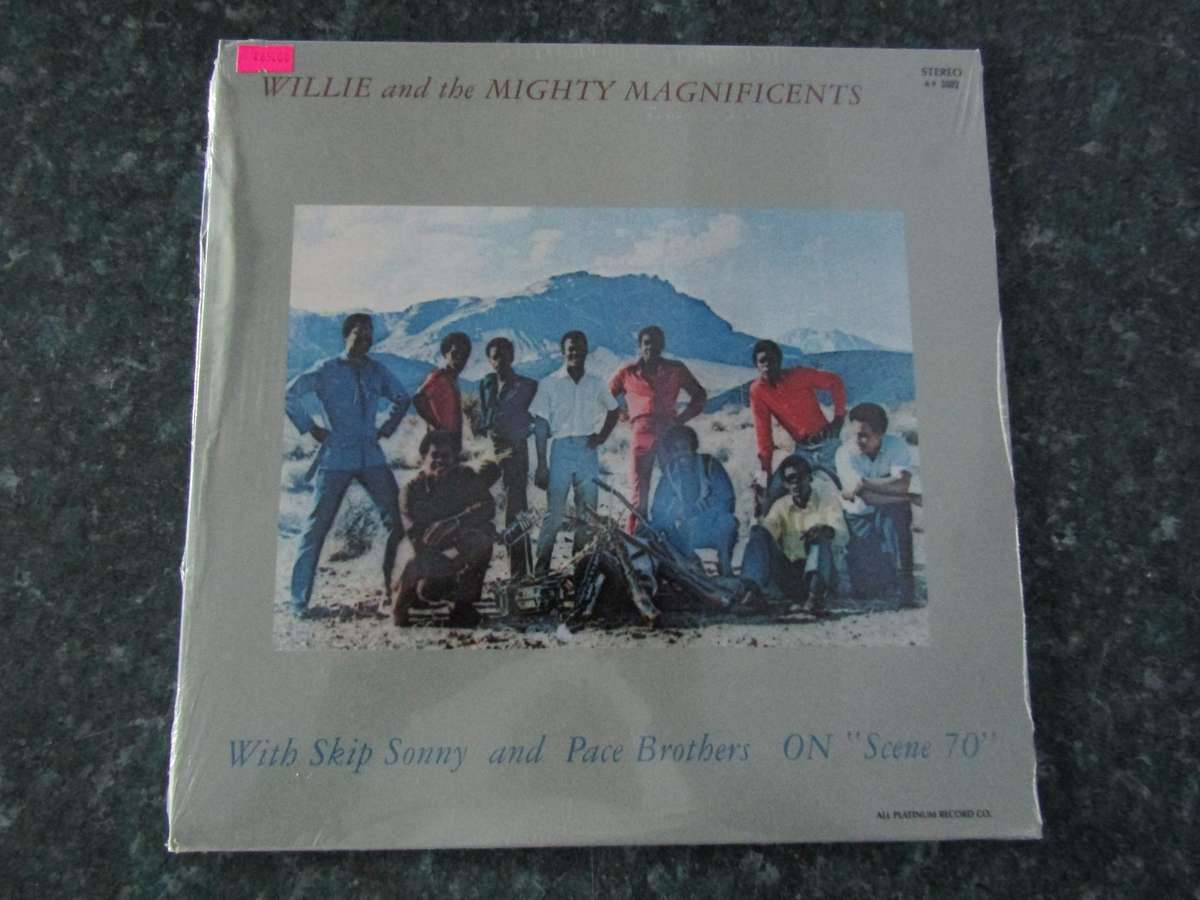 WILLIE and the MIGHTY MAGNIFICENTS
STEREO
With Skip Sonny and Pace Brothers ON "Scene 70"
ALL PLATINUM RECORD CO.